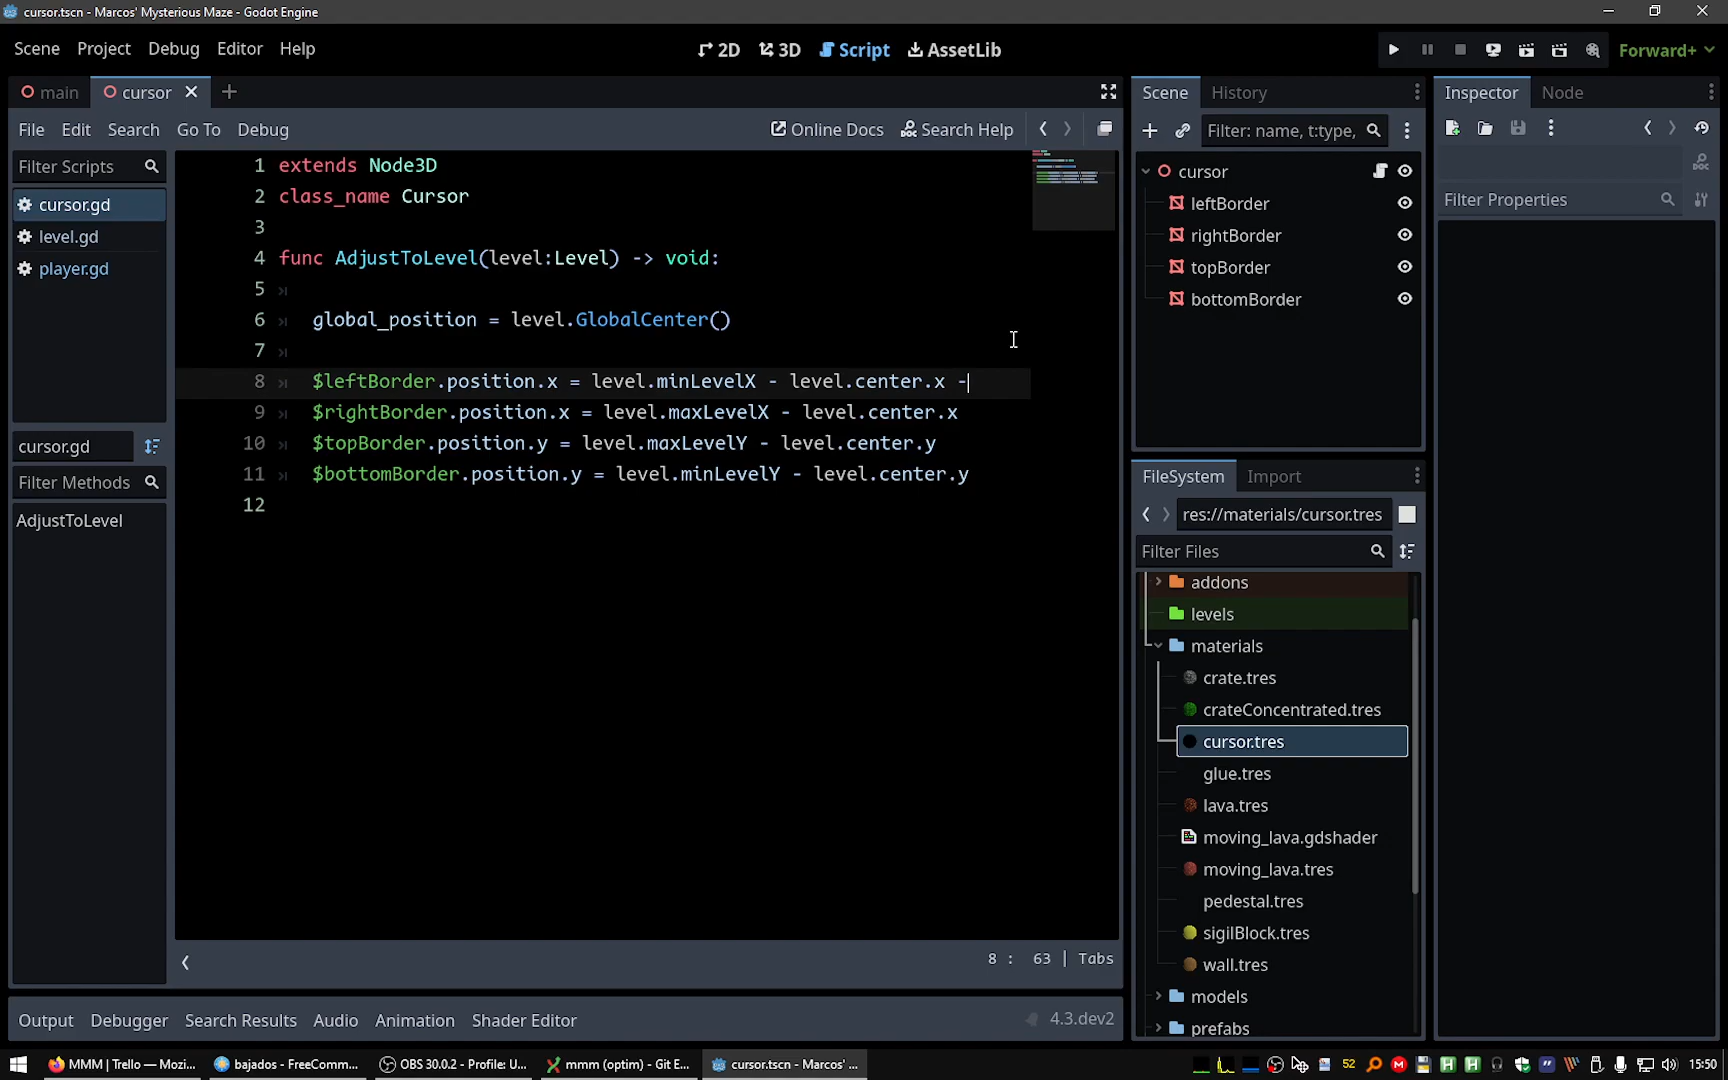 cursor.tscn - Marcos' Mysterious Maze - Godot Engine
Scene Project Debug Editor Help
2D 3D Script AssetLib
Forward+
main cursor
File Edit Search Go To Debug
Online Docs Search Help
Filter Scripts
cursor.gd
level.gd
player.gd
cursor.gd
Filter Methods
AdjustToLevel
1 extends Node3D
2 class_name Cursor
3
4 func AdjustToLevel(level:Level) -> void:
5
6 global_position = level.GlobalCenter()
7
8 $leftBorder.position.x = level.minLevelX - level.center.x -
9 $rightBorder.position.x = level.maxLevelX - level.center.x
10 $topBorder.position.y = level.maxLevelY - level.center.y
11 $bottomBorder.position.y = level.minLevelY - level.center.y
12
8 : 63 | Tabs
Output Debugger Search Results Audio Animation Shader Editor
4.3.dev2
Scene History
Filter: name, t:type,
cursor
leftBorder
rightBorder
topBorder
bottomBorder
FileSystem Import
res://materials/cursor.tres
Filter Files
addons
levels
materials
crate.tres
crateConcentrated.tres
cursor.tres
glue.tres
lava.tres
moving_lava.gdshader
moving_lava.tres
pedestal.tres
sigilBlock.tres
wall.tres
models
prefabs
Inspector Node
Filter Properties
MMM | Trello — Mozi...
bajados - FreeComm...
OBS 30.0.2 - Profile: U...
mmm (optim) - Git E...
cursor.tscn - Marcos' ...
52
15:50